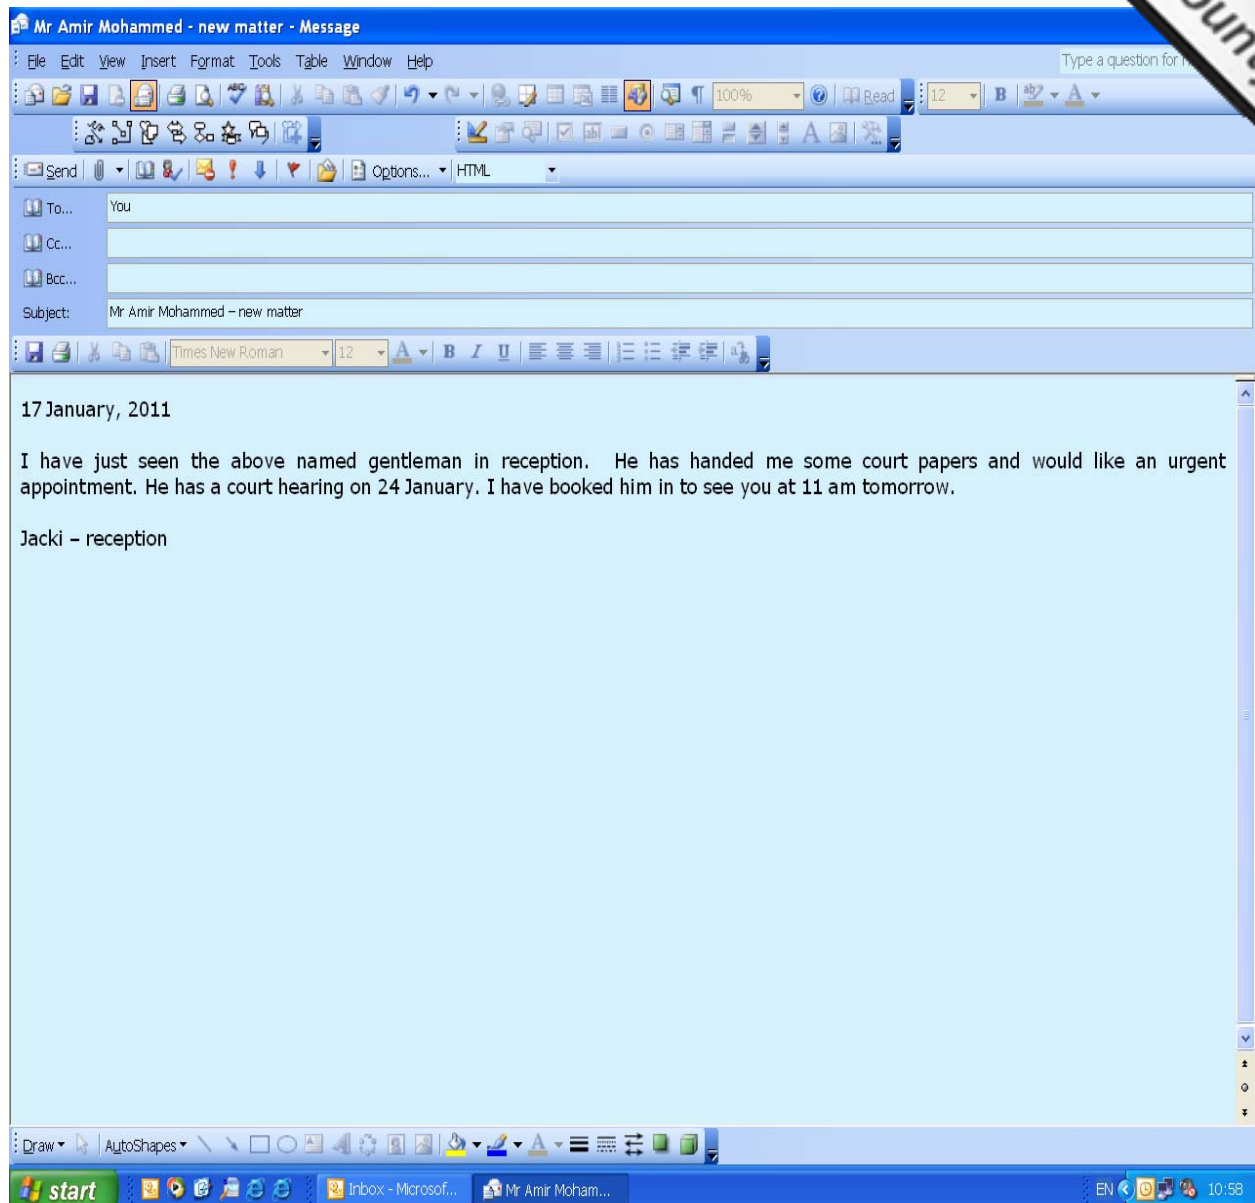 Mr Amir Mohammed - new matter - Message
File Edit View Insert Format Tools Table Window Help
Type a question for
100%
Read
12
B
A
Send
Options...
HTML
To...
You
Cc...
Bcc...
Subject:
Mr Amir Mohammed – new matter
Times New Roman
12
A
B I U
17 January, 2011
I have just seen the above named gentleman in reception. He has handed me some court papers and would like an urgent
appointment. He has a court hearing on 24 January. I have booked him in to see you at 11 am tomorrow.
Jacki – reception
Draw
AutoShapes
A
start
Inbox - Microsof...
Mr Amir Moham...
EN
10:58